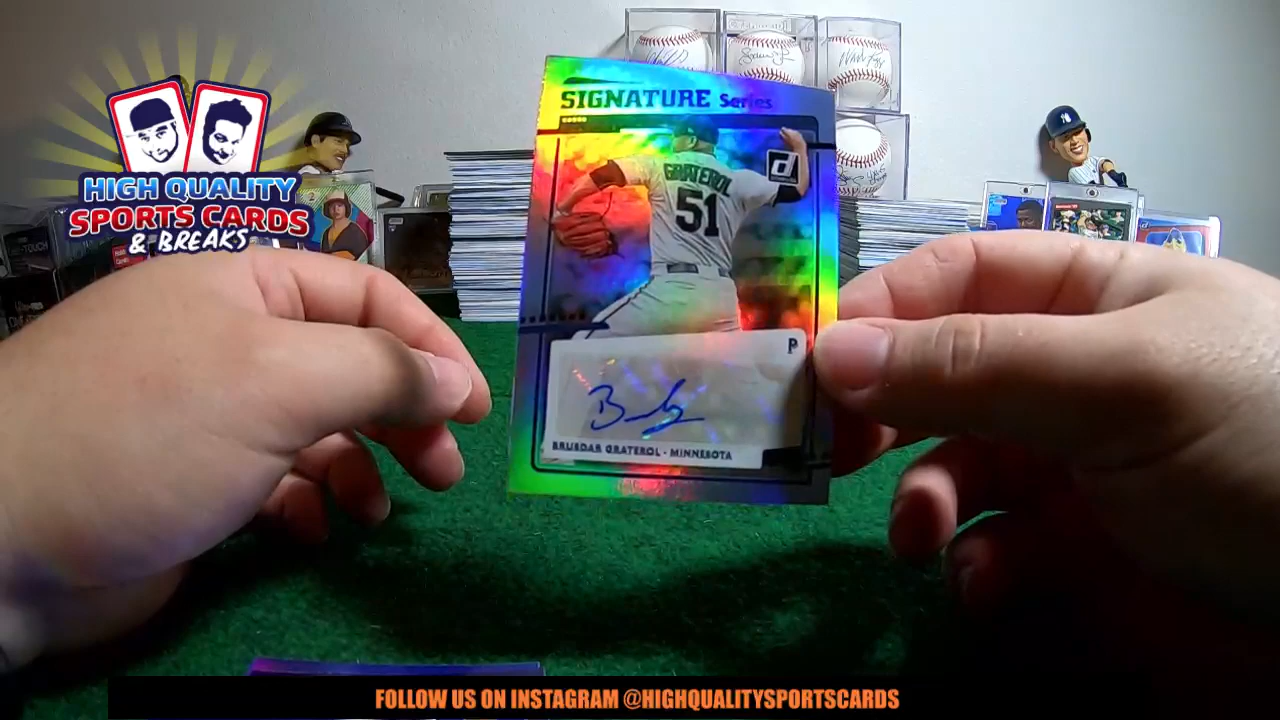 HIGH QUALITY
SPORTS CARDS
& BREAKS
SIGNATURE Series
GRATEROL
51
P
BRUSDAR GRATEROL - MINNESOTA
FOLLOW US ON INSTAGRAM @HIGHQUALITYSPORTSCARDS